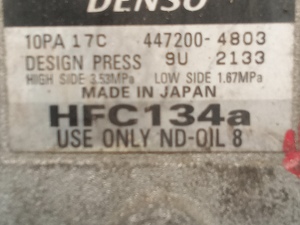 DENSO
10PA 17C 447200-4803
DESIGN PRESS 9U 2133
HIGH SIDE 3.53MPa LOW SIDE 1.67MPa
MADE IN JAPAN
HFC134a
USE ONLY ND-OIL 8